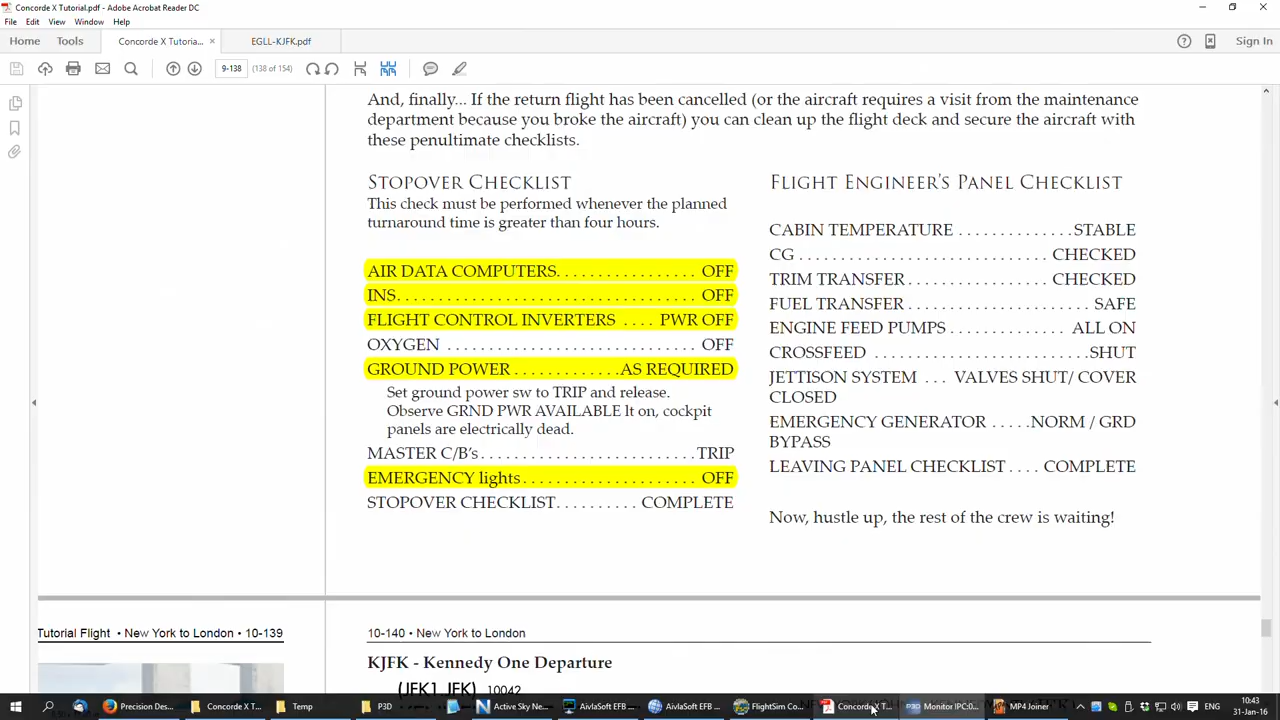 Concorde X Tutorial.pdf - Adobe Acrobat Reader DC
File Edit View Window Help
Home Tools Concorde X Tutoria... × EGLL-KJFK.pdf Sign In
9-138 (138 of 154)
And, finally... If the return flight has been cancelled (or the aircraft requires a visit from the maintenance
department because you broke the aircraft) you can clean up the flight deck and secure the aircraft with
these penultimate checklists.
STOPOVER CHECKLIST
This check must be performed whenever the planned
turnaround time is greater than four hours.
AIR DATA COMPUTERS. . . . . . . . . . . . . . . . OFF
INS. . . . . . . . . . . . . . . . . . . . . . . . . . . . . . . . . . . OFF
FLIGHT CONTROL INVERTERS . . . . PWR OFF
OXYGEN . . . . . . . . . . . . . . . . . . . . . . . . . . . . . OFF
GROUND POWER . . . . . . . . . . . . .AS REQUIRED
Set ground power sw to TRIP and release.
Observe GRND PWR AVAILABLE lt on, cockpit
panels are electrically dead.
MASTER C/B's. . . . . . . . . . . . . . . . . . . . . . . . .TRIP
EMERGENCY lights. . . . . . . . . . . . . . . . . . . . OFF
STOPOVER CHECKLIST. . . . . . . . . . COMPLETE
FLIGHT ENGINEER'S PANEL CHECKLIST
CABIN TEMPERATURE . . . . . . . . . . . . . .STABLE
CG . . . . . . . . . . . . . . . . . . . . . . . . . . . . CHECKED
TRIM TRANSFER. . . . . . . . . . . . . . . . CHECKED
FUEL TRANSFER . . . . . . . . . . . . . . . . . . . . SAFE
ENGINE FEED PUMPS . . . . . . . . . . . . . ALL ON
CROSSFEED . . . . . . . . . . . . . . . . . . . . . . . SHUT
JETTISON SYSTEM . . . VALVES SHUT/ COVER
CLOSED
EMERGENCY GENERATOR . . . . .NORM / GRD
BYPASS
LEAVING PANEL CHECKLIST . . . . COMPLETE
Now, hustle up, the rest of the crew is waiting!
Tutorial Flight • New York to London • 10-139
10-140 • New York to London
KJFK - Kennedy One Departure
(JFK1.JFK) 10042
Precision Des... Concorde X T... Temp P3D Active Sky Ne... AivlaSoft EFB ... AivlaSoft EFB ... FlightSim Co... Concorde X T... Monitor IPC:0... MP4 Joiner ENG 10:43
31-Jan-16